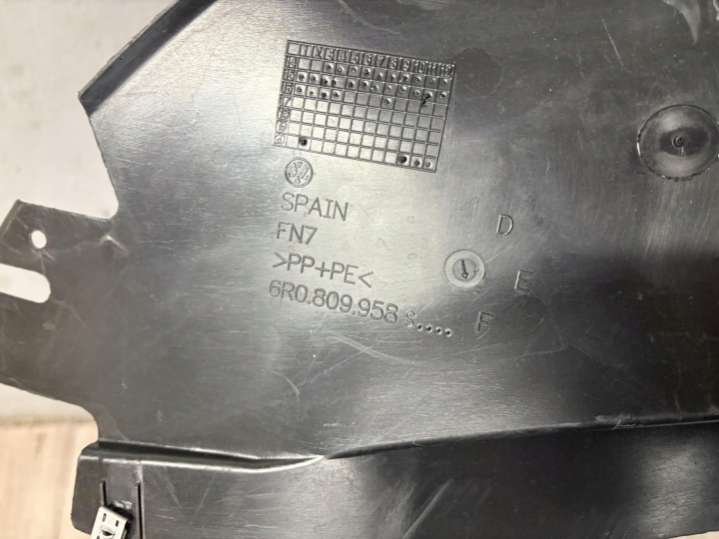 SPAIN
FN7
>PP+PE<
6R0.809.958
D
E
F